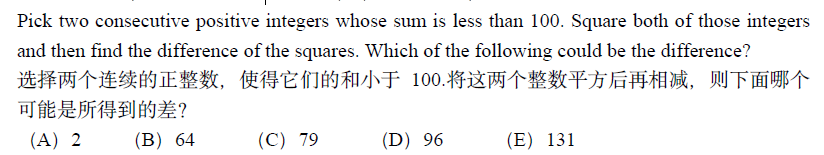 Pick two consecutive positive integers whose sum is less than 100. Square both of those integers
and then find the difference of the squares. Which of the following could be the difference?
选择两个连续的正整数，使得它们的和小于 100.将这两个整数平方后再相减，则下面哪个
可能是所得到的差?
(A) 2 (B) 64 (C) 79 (D) 96 (E) 131